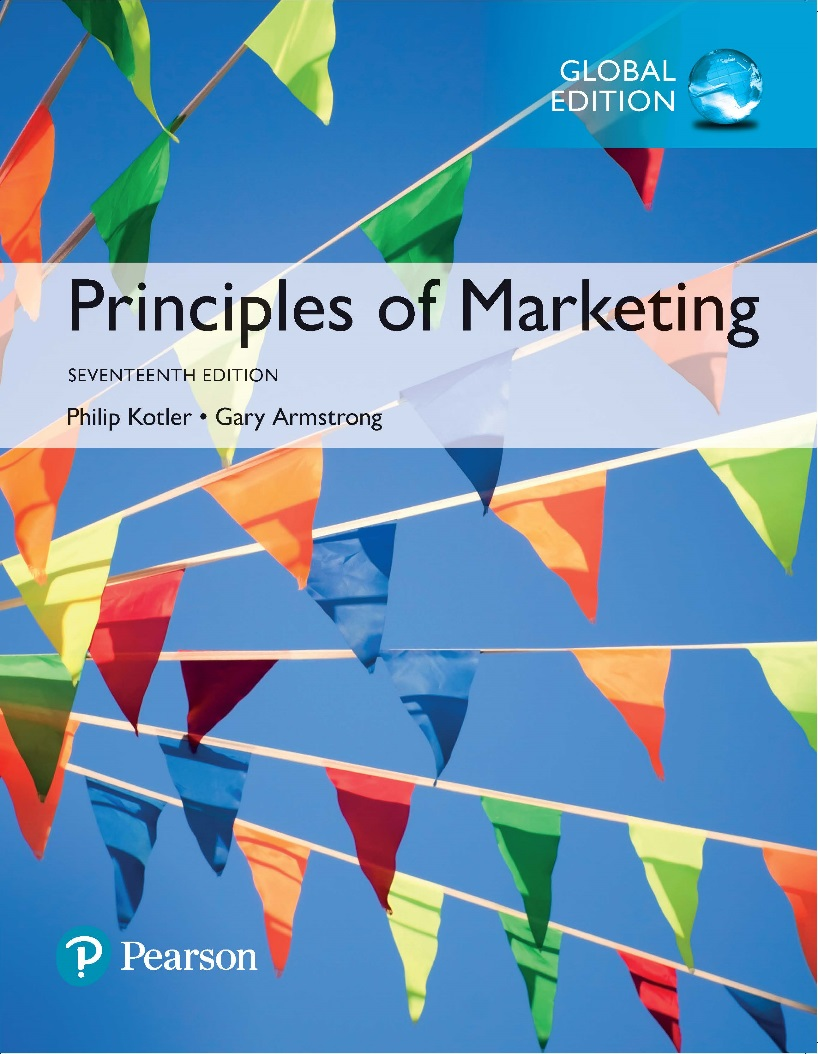 GLOBAL
EDITION
Principles of Marketing
SEVENTEENTH EDITION
Philip Kotler • Gary Armstrong
P Pearson